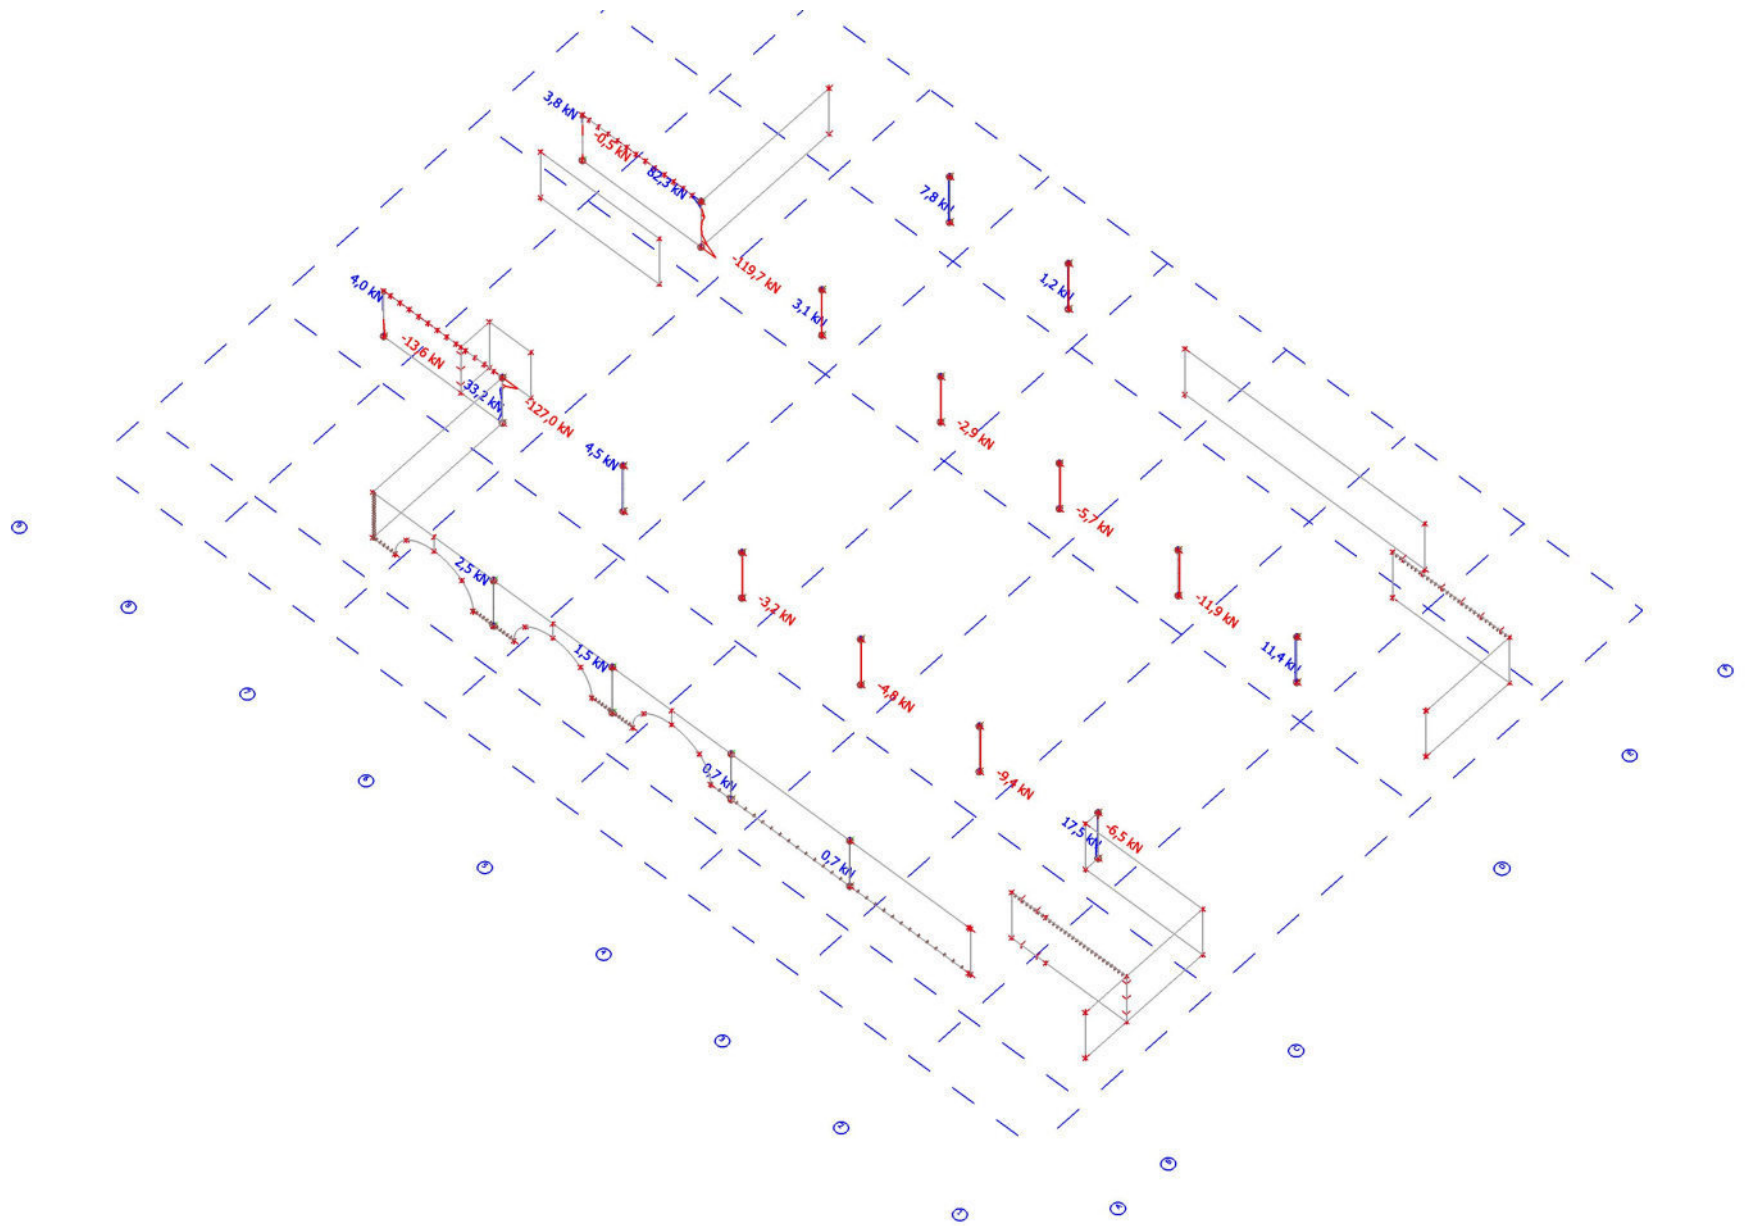 3,8 kN
-0,5 kN
82,3 kN
7,8 kN
-119,7 kN
1,2 kN
3,1 kN
4,0 kN
-13,6 kN
33,2 kN
-127,0 kN
-2,9 kN
4,5 kN
-5,7 kN
2,5 kN
-3,2 kN
-11,9 kN
1,5 kN
11,4 kN
-4,8 kN
0,7 kN
-9,4 kN
17,5 kN
-6,5 kN
0,7 kN